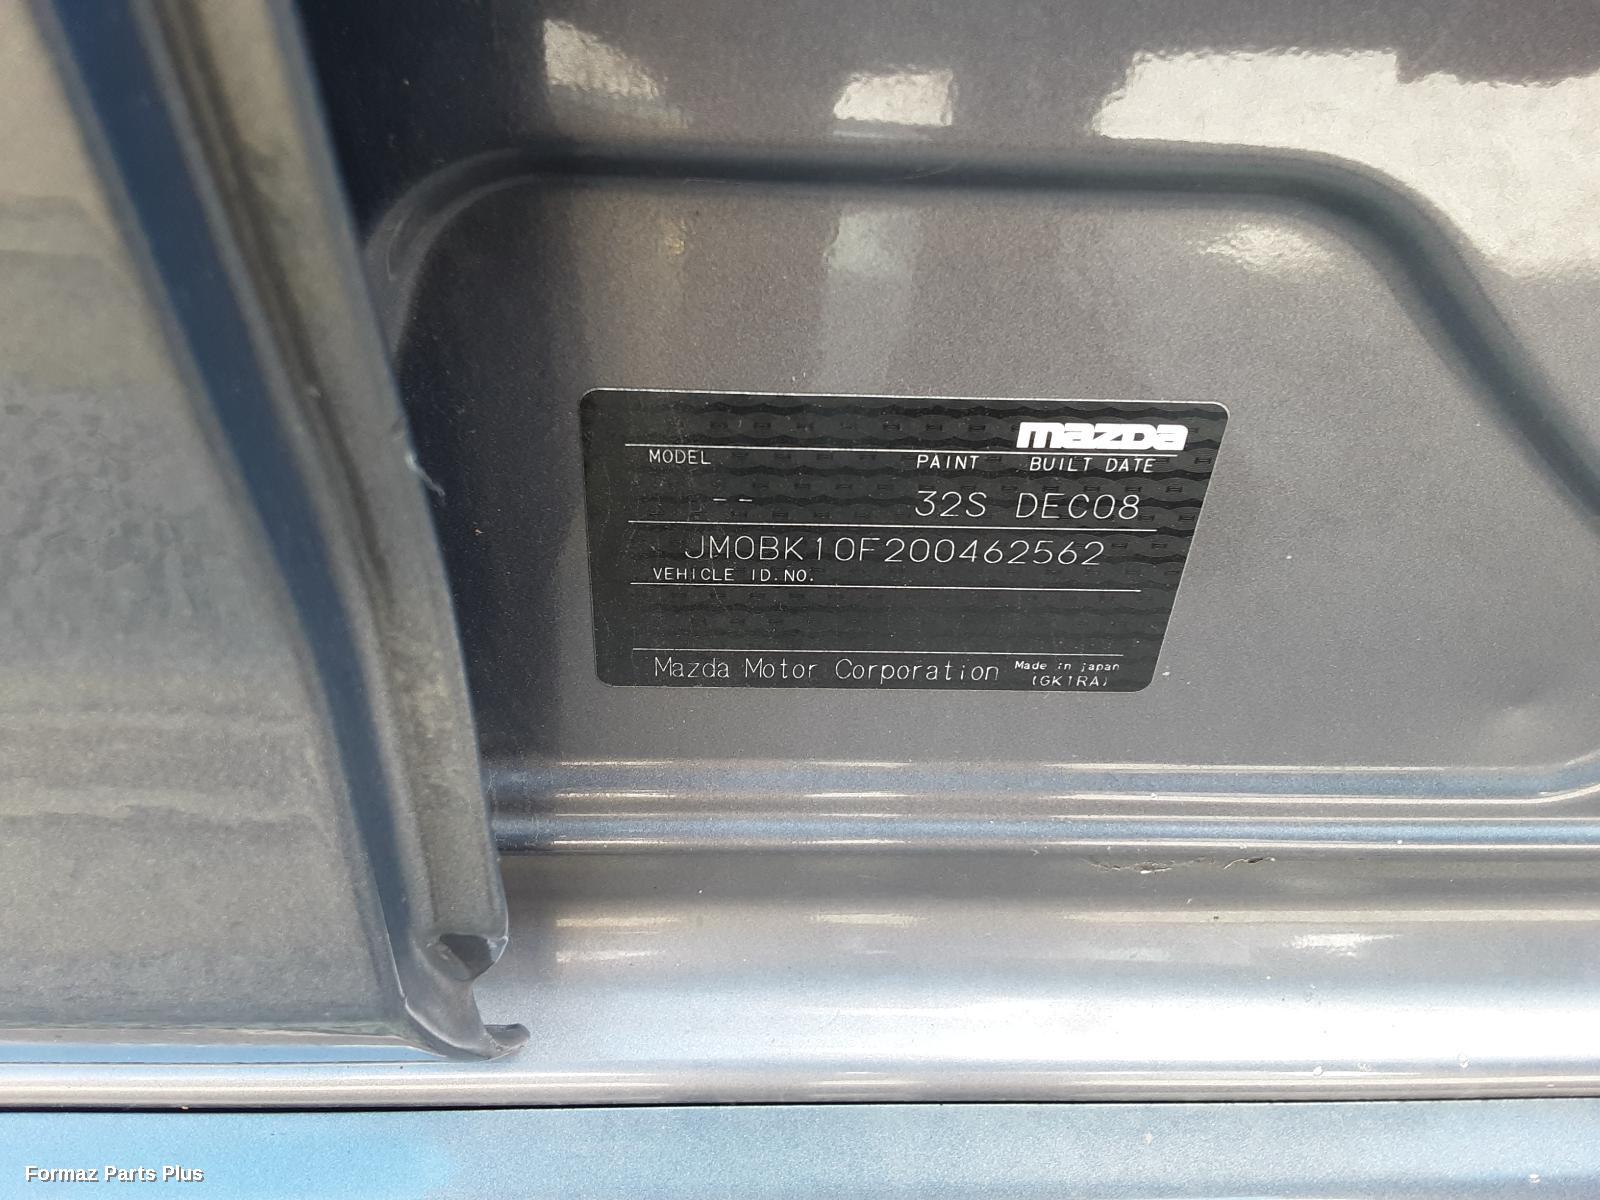 mazda
MODEL PAINT BUILT DATE
-- 32S DEC08
JM0BK10F200462562
VEHICLE ID.NO.
Mazda Motor Corporation Made in japan
(GK1RA)
Formaz Parts Plus